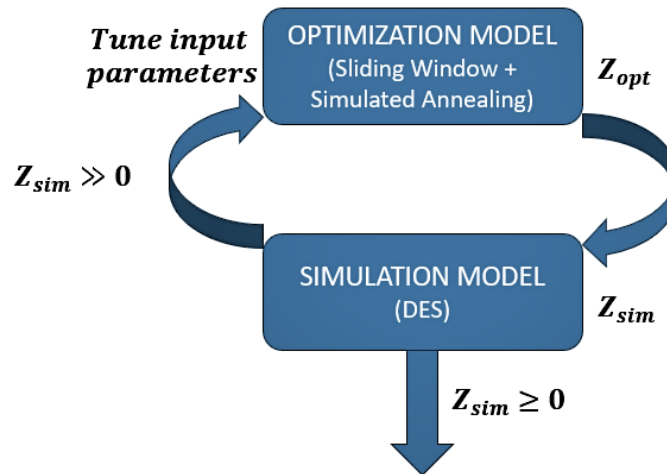 Tune input
parameters
OPTIMIZATION MODEL
(Sliding Window +
Simulated Annealing)
Z_opt
Z_sim ≫ 0
SIMULATION MODEL
(DES)
Z_sim
Z_sim ≥ 0